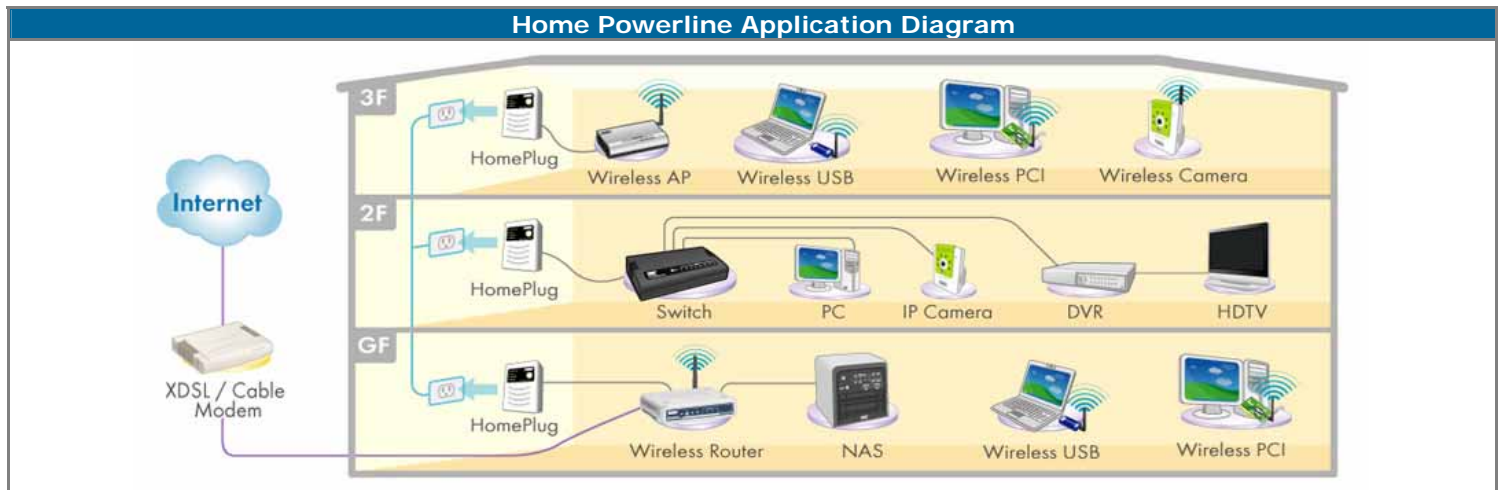 Home Powerline Application Diagram
3F
HomePlug
Wireless AP
Wireless USB
Wireless PCI
Wireless Camera
Internet
2F
HomePlug
Switch
PC
IP Camera
DVR
HDTV
XDSL / Cable
Modem
GF
HomePlug
Wireless Router
NAS
Wireless USB
Wireless PCI